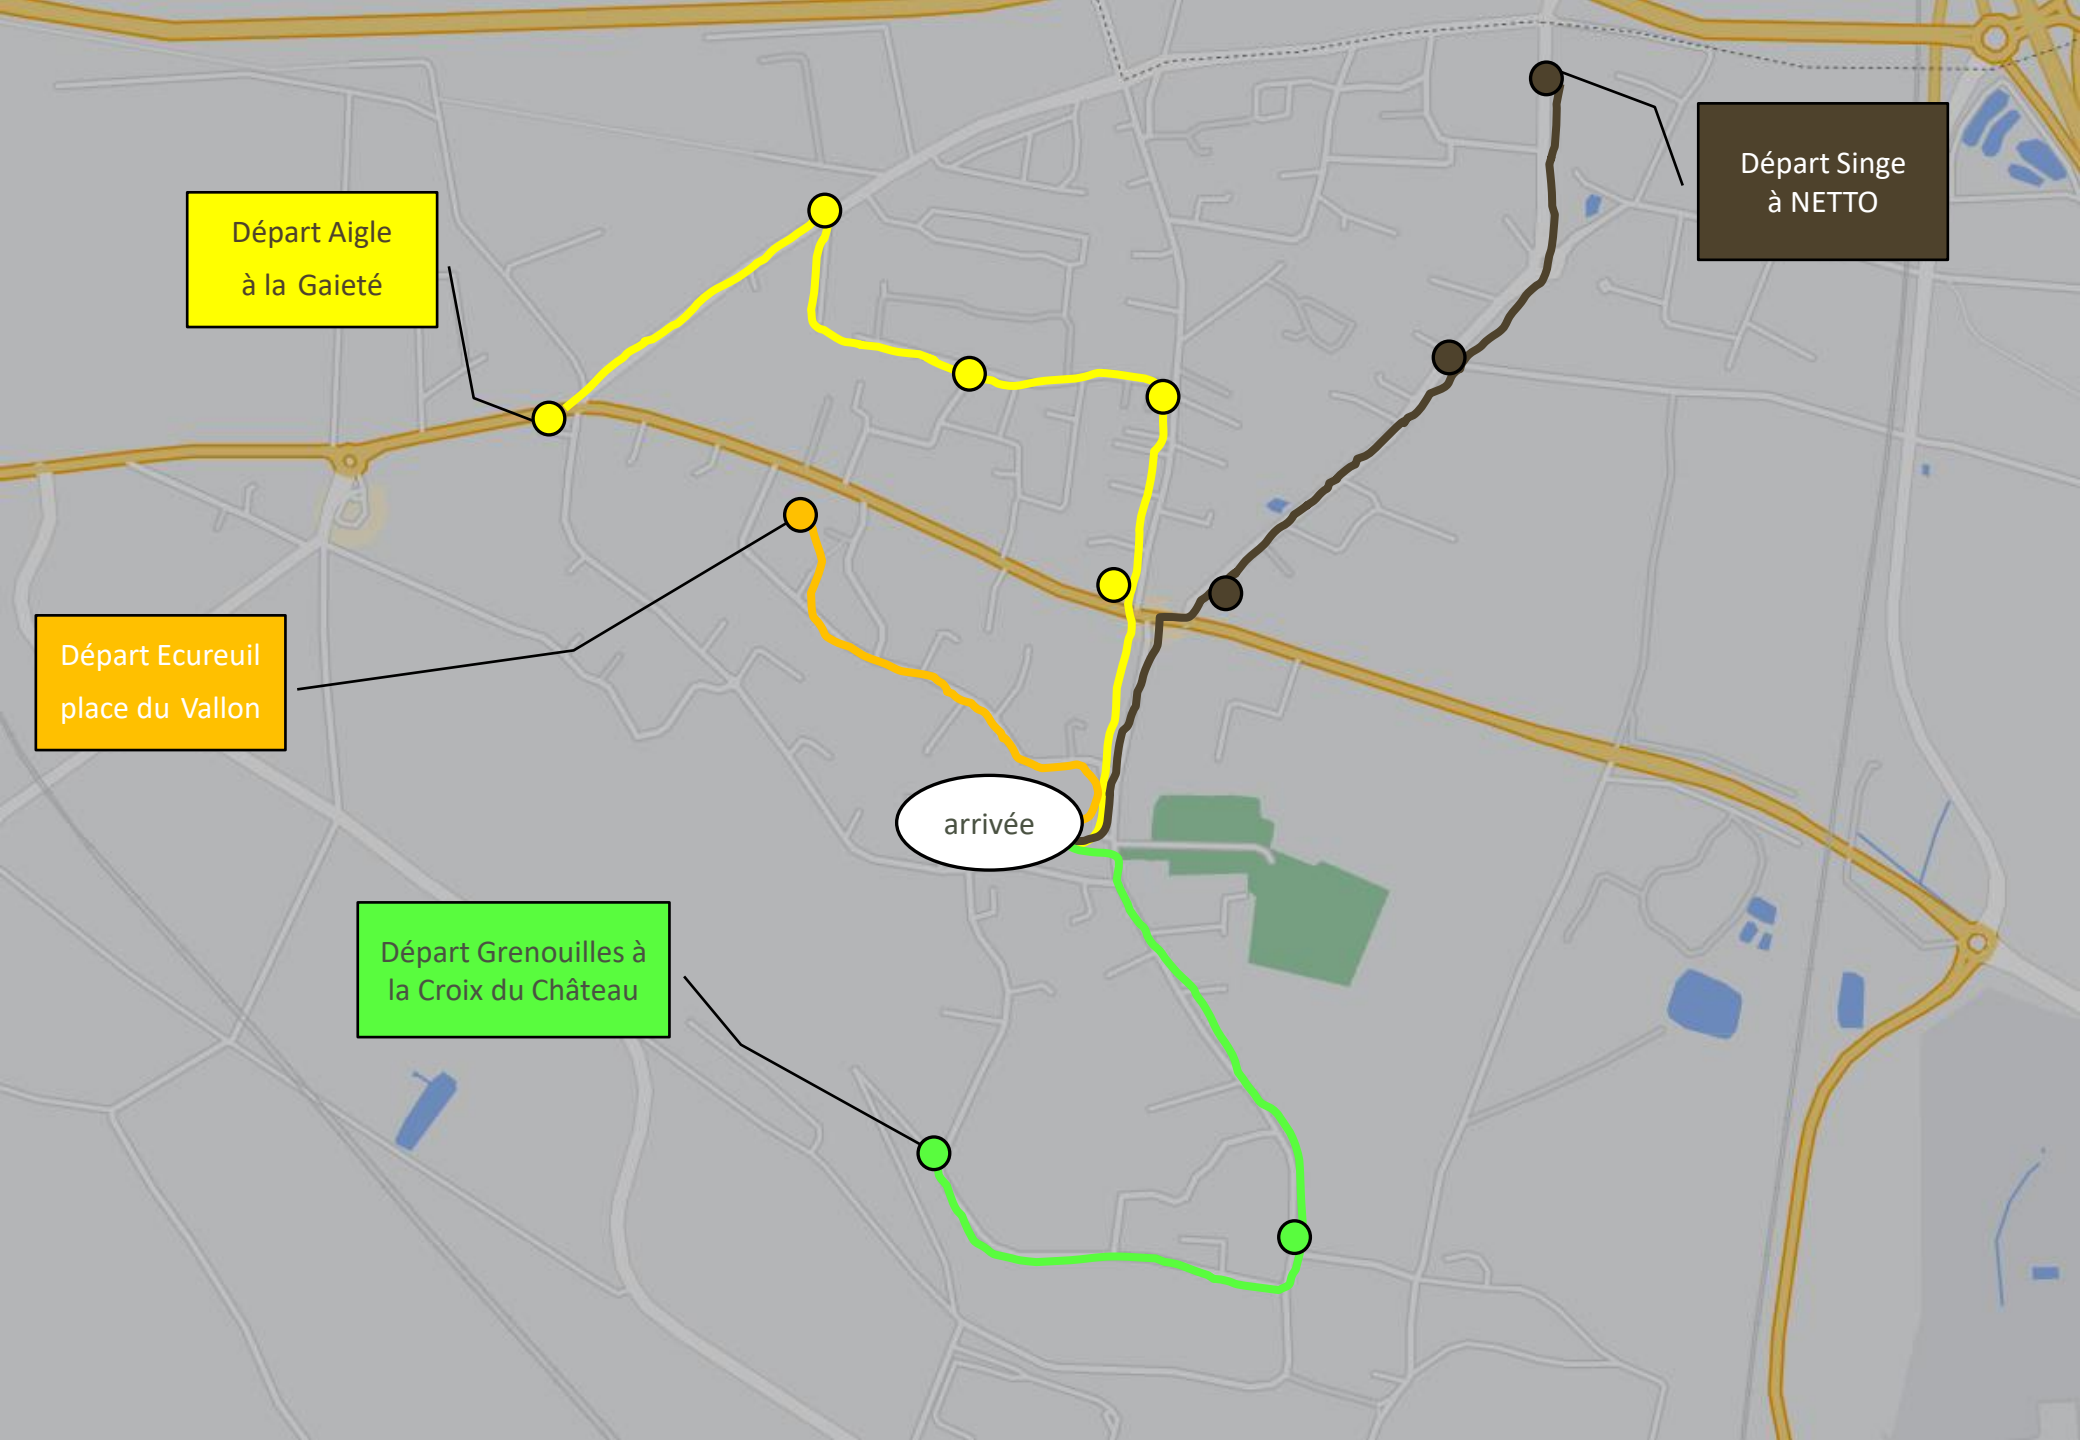 Départ Singe
à NETTO
Départ Aigle
à la Gaieté
Départ Ecureuil
place du Vallon
arrivée
Départ Grenouilles à
la Croix du Château